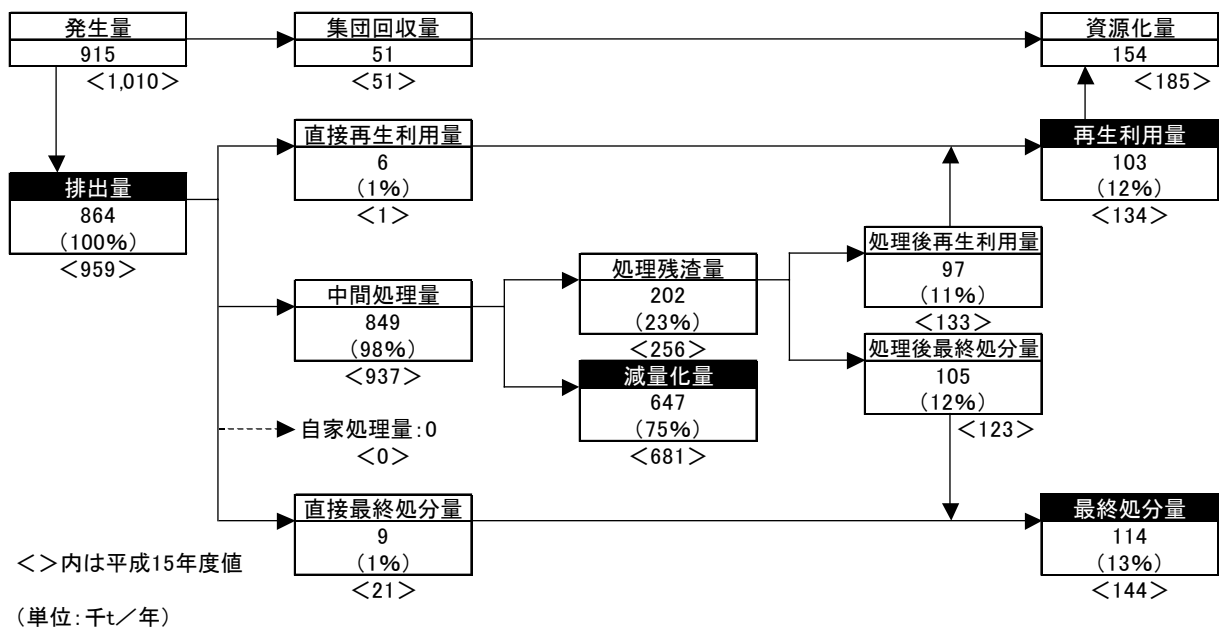 発生量
915
＜1,010＞
集団回収量
51
＜51＞
資源化量
154
＜185＞
直接再生利用量
6
（1%）
＜1＞
再生利用量
103
（12%）
＜134＞
排出量
864
（100%）
＜959＞
処理後再生利用量
97
（11%）
＜133＞
処理残渣量
202
（23%）
＜256＞
中間処理量
849
（98%）
＜937＞
処理後最終処分量
105
（12%）
＜123＞
減量化量
647
（75%）
＜681＞
自家処理量：0
＜0＞
直接最終処分量
9
（1%）
＜21＞
最終処分量
114
（13%）
＜144＞
＜＞内は平成15年度値
（単位：千t／年）